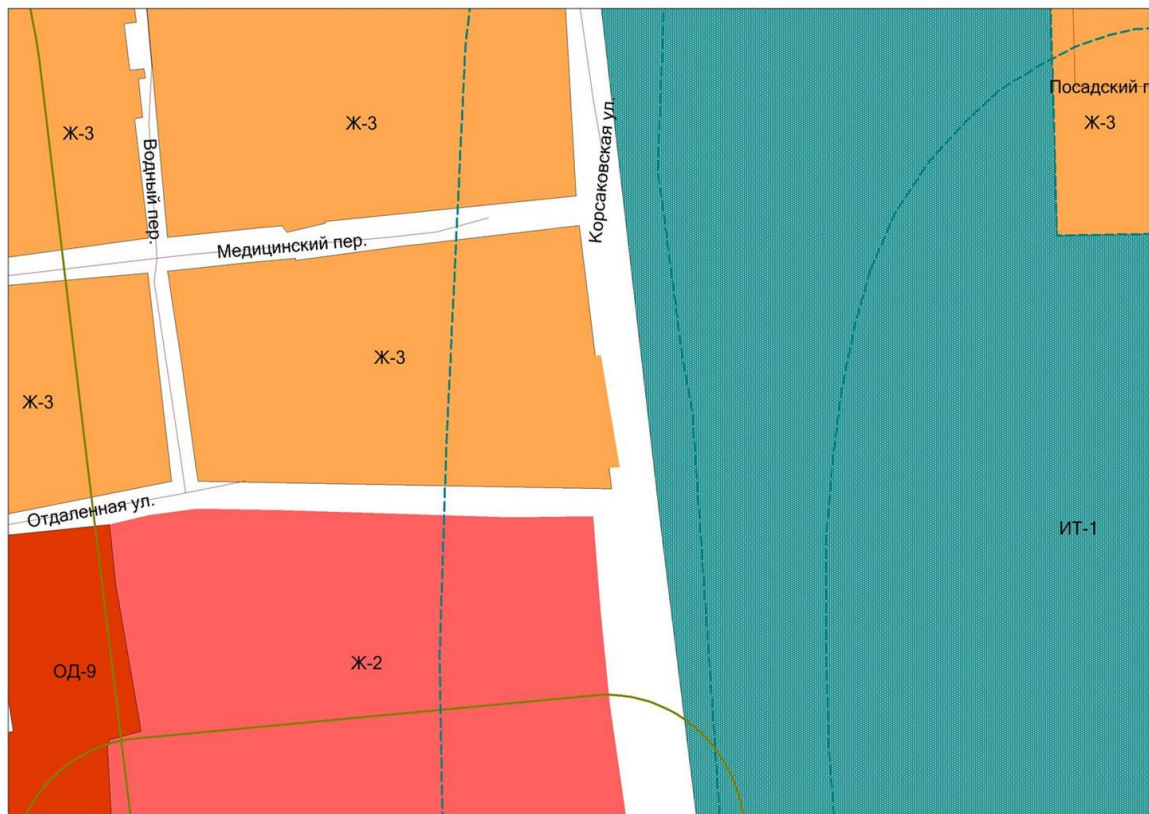 Посадский п
Ж-3
Ж-3
Ж-3
Корсаковская ул.
Водный пер.
Медицинский пер.
Ж-3
Ж-3
Отдаленная ул.
ИТ-1
Ж-2
ОД-9